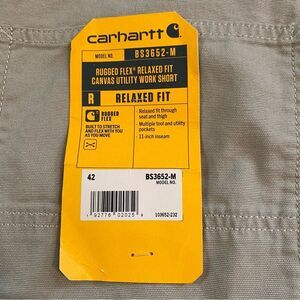 carhartt
MODEL NO.
BS3652-M
RUGGED FLEX® RELAXED FIT
CANVAS UTILITY WORK SHORT
R
RELAXED FIT
RUGGED
FLEX
BUILT TO STRETCH
AND FLEX WITH YOU
AS YOU MOVE
- Relaxed fit through
seat and thigh
- Multiple tool and utility
pockets
- 11-inch inseam
42
BS3652-M
MODEL NO.
1 92776 02025 9
103652-232